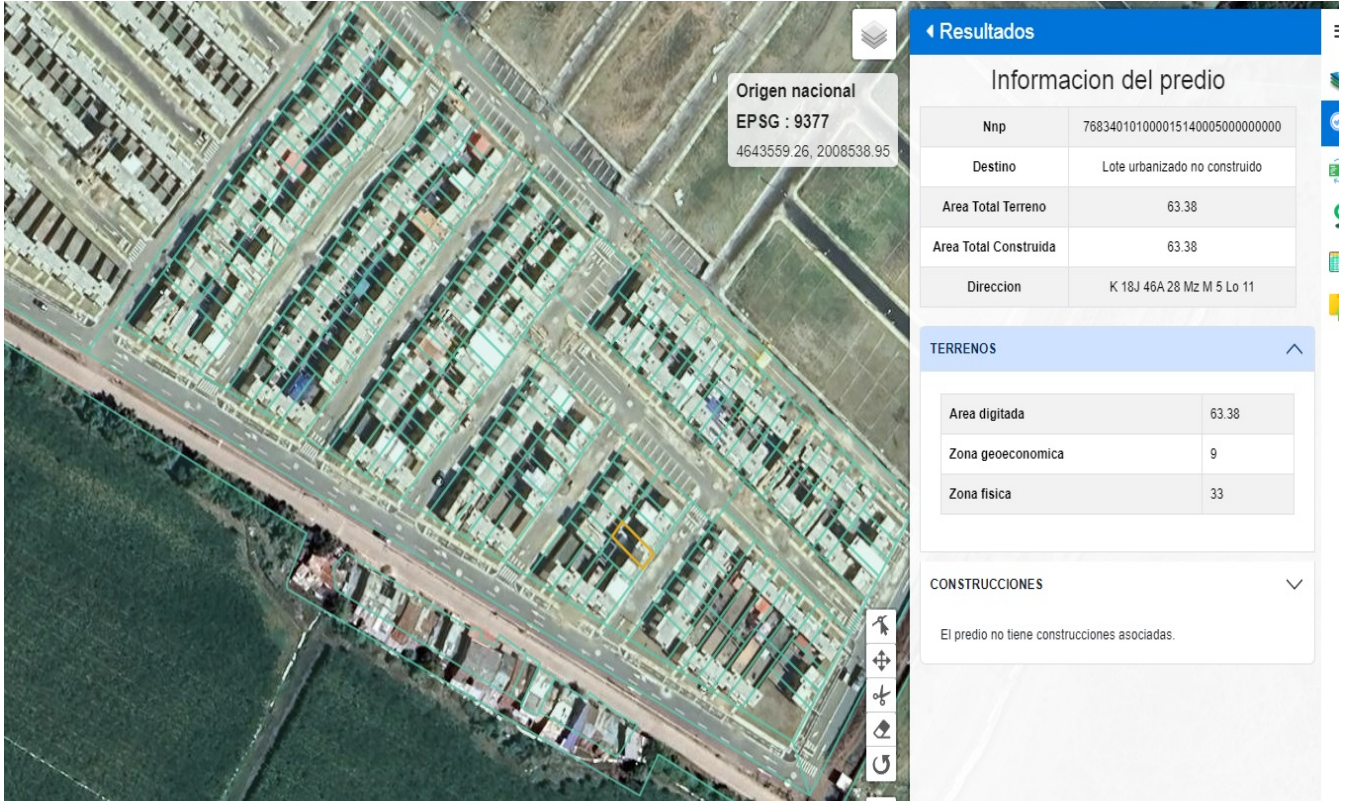 Origen nacional
EPSG : 9377
4643559.26, 2008538.95
Resultados
Informacion del predio
Nnp 768340101000015140005000000000
Destino Lote urbanizado no construido
Area Total Terreno 63.38
Area Total Construida 63.38
Direccion K 18J 46A 28 Mz M 5 Lo 11
TERRENOS
Area digitada 63.38
Zona geoeconomica 9
Zona fisica 33
CONSTRUCCIONES
El predio no tiene construcciones asociadas.